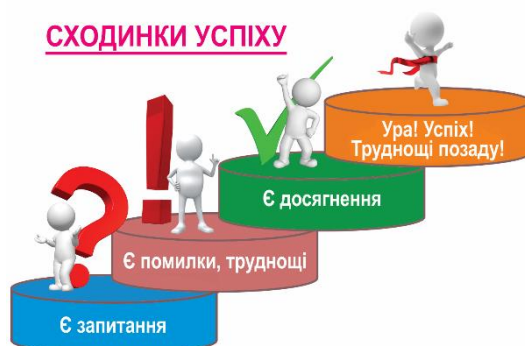 СХОДИНКИ УСПІХУ
Ура! Успіх!
Труднощі позаду!
Є досягнення
Є помилки, труднощі
Є запитання